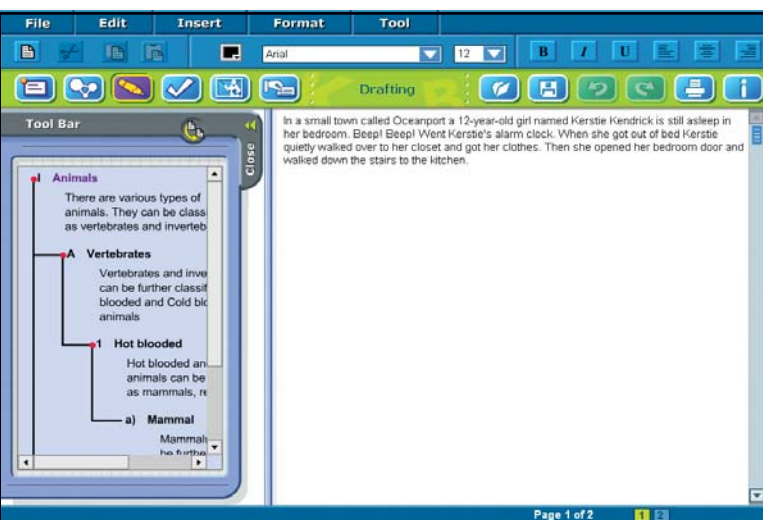 File Edit Insert Format Tool
Arial 12 B I U
Drafting
Tool Bar
Close
I Animals
There are various types of
animals. They can be class
as vertebrates and inverteb
A Vertebrates
Vertebrates and inve
can be further classif
blooded and Cold blo
animals
1 Hot blooded
Hot blooded an
animals can be
as mammals, re
a) Mammal
Mammals
be furthe
In a small town called Oceanport a 12-year-old girl named Kerstie Kendrick is still asleep in
her bedroom. Beep! Beep! Went Kerstie's alarm clock. When she got out of bed Kerstie
quietly walked over to her closet and got her clothes. Then she opened her bedroom door and
walked down the stairs to the kitchen.
Page 1 of 2 1 2